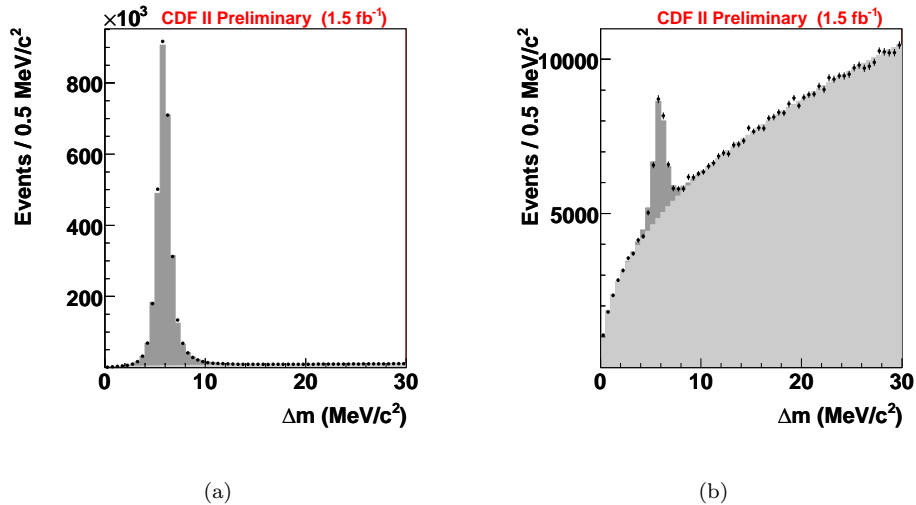 CDF II Preliminary (1.5 fb⁻¹)
×10³
Events / 0.5 MeV/c²
800
600
400
200
0
10
20
30
Δm (MeV/c²)
(a)
CDF II Preliminary (1.5 fb⁻¹)
Events / 0.5 MeV/c²
10000
5000
0
10
20
30
Δm (MeV/c²)
(b)